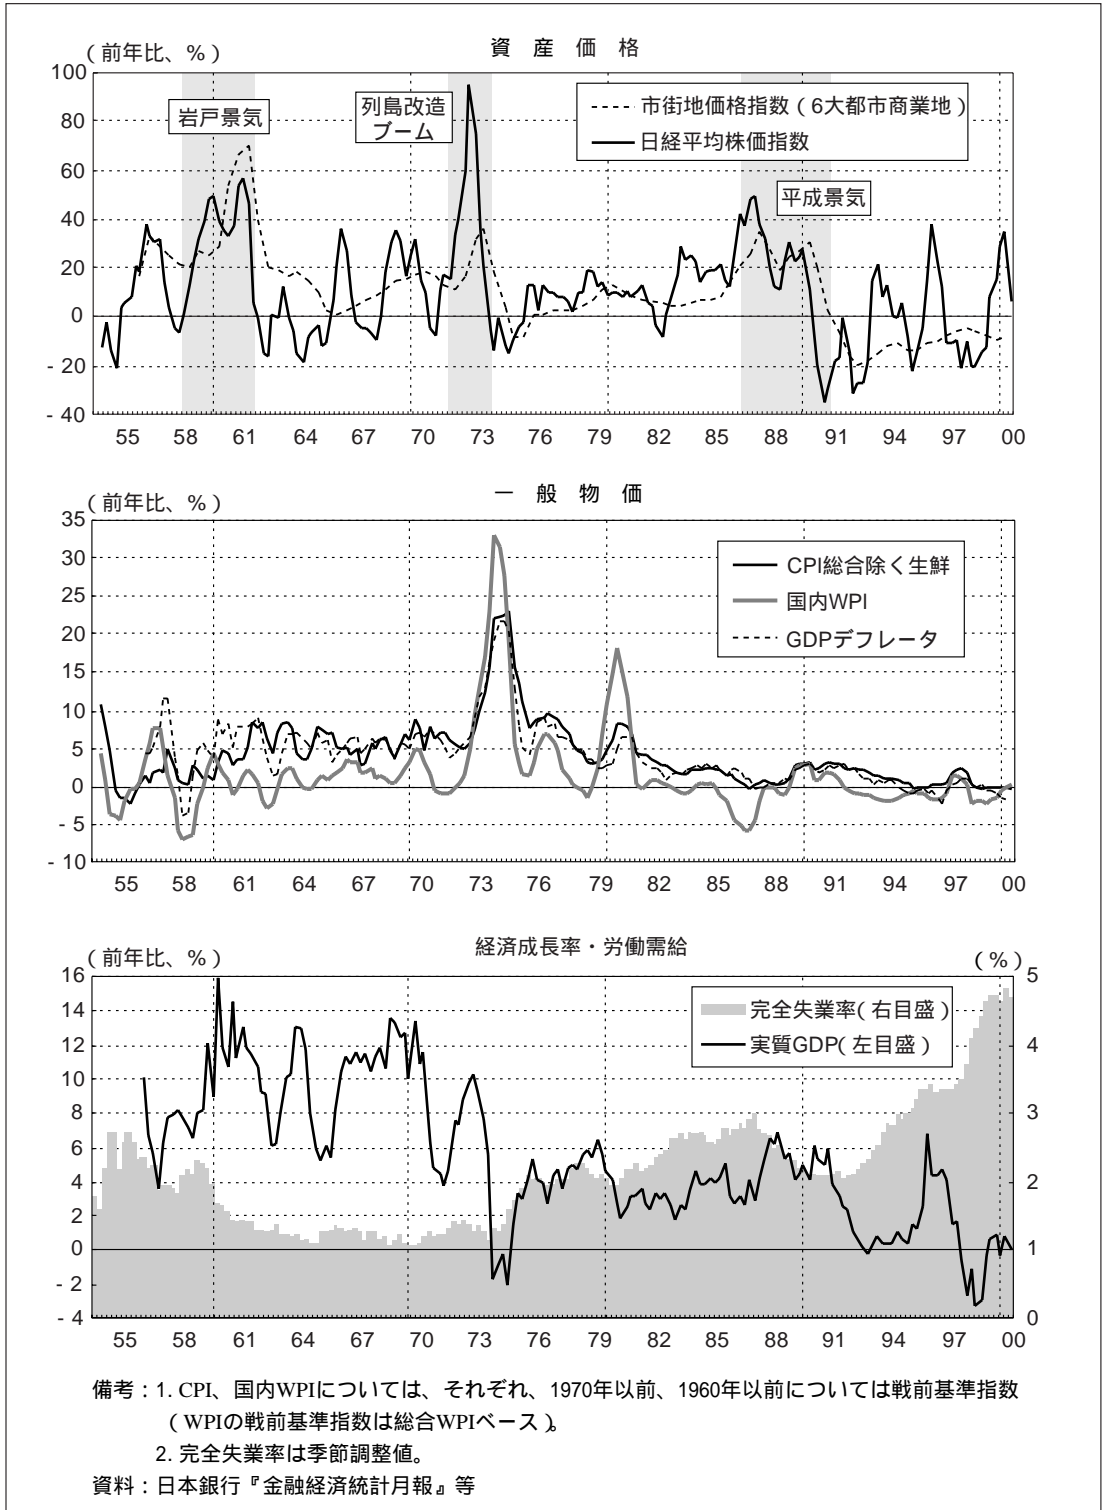 資 産 価 格
（前年比、％）
100
80
60
40
20
0
- 20
- 40
岩戸景気
列島改造
ブーム
市街地価格指数（6大都市商業地）
日経平均株価指数
平成景気
55 58 61 64 67 70 73 76 79 82 85 88 91 94 97 00
一 般 物 価
（前年比、％）
35
30
25
20
15
10
5
0
- 5
- 10
CPI総合除く生鮮
国内WPI
GDPデフレータ
55 58 61 64 67 70 73 76 79 82 85 88 91 94 97 00
経済成長率・労働需給
（前年比、％）
（％）
16
14
12
10
8
6
4
2
0
- 2
- 4
5
4
3
2
1
0
完全失業率（右目盛）
実質GDP（左目盛）
55 58 61 64 67 70 73 76 79 82 85 88 91 94 97 00
備考：1. CPI、国内WPIについては、それぞれ、1970年以前、1960年以前については戦前基準指数
（WPIの戦前基準指数は総合WPIベース）。
2. 完全失業率は季節調整値。
資料：日本銀行『金融経済統計月報』等